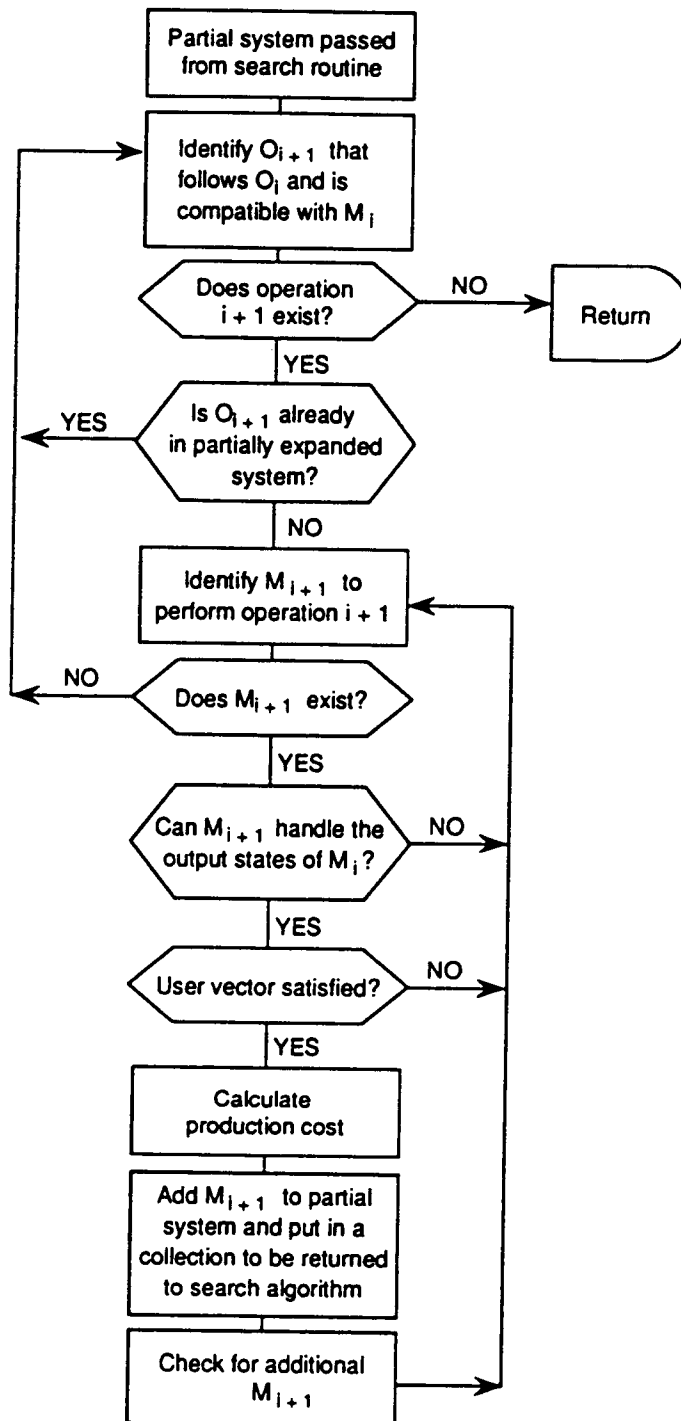 Partial system passed
from search routine
Identify O i + 1 that
follows O i and is
compatible with M i
Does operation
i + 1 exist?
NO
Return
YES
Is O i + 1 already
in partially expanded
system?
YES
NO
Identify M i + 1 to
perform operation i + 1
Does M i + 1 exist?
NO
YES
Can M i + 1 handle the
output states of M i ?
NO
YES
User vector satisfied?
NO
YES
Calculate
production cost
Add M i + 1 to partial
system and put in a
collection to be returned
to search algorithm
Check for additional
M i + 1